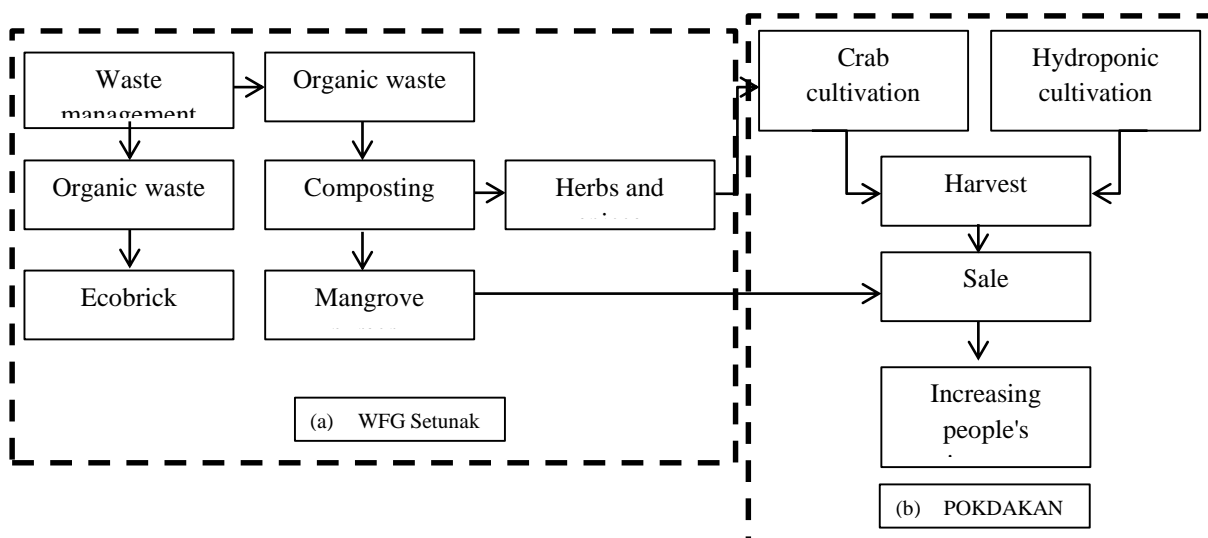 Waste
management
Organic waste
Organic waste
Composting
Herbs and
Ecobrick
Mangrove
(a) WFG Setunak
Crab
cultivation
Hydroponic
cultivation
Harvest
Sale
Increasing
people's
(b) POKDAKAN